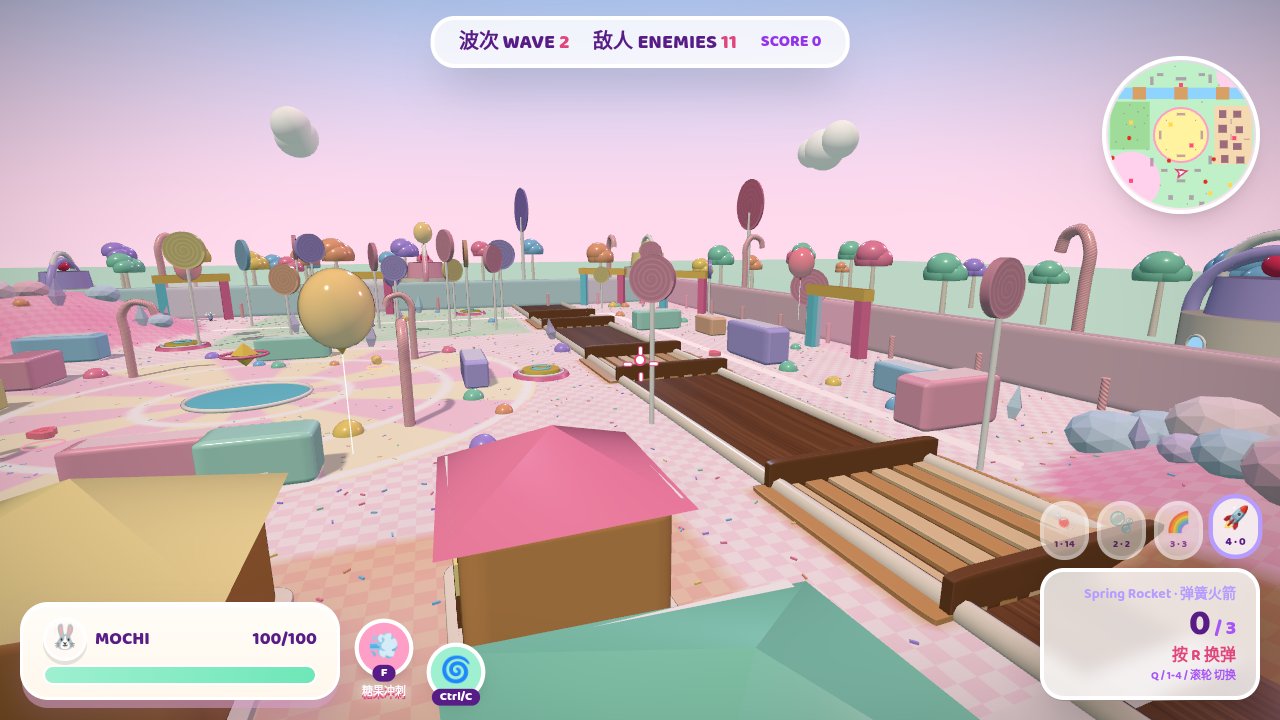 波次 WAVE 2 敌人 ENEMIES 11 SCORE 0
1·14 2·2 3·3 4·0
Spring Rocket · 弹簧火箭
0 / 3
按 R 换弹
Q / 1-4 / 滚轮 切换
MOCHI 100/100
F
糖果冲刺
Ctrl/C